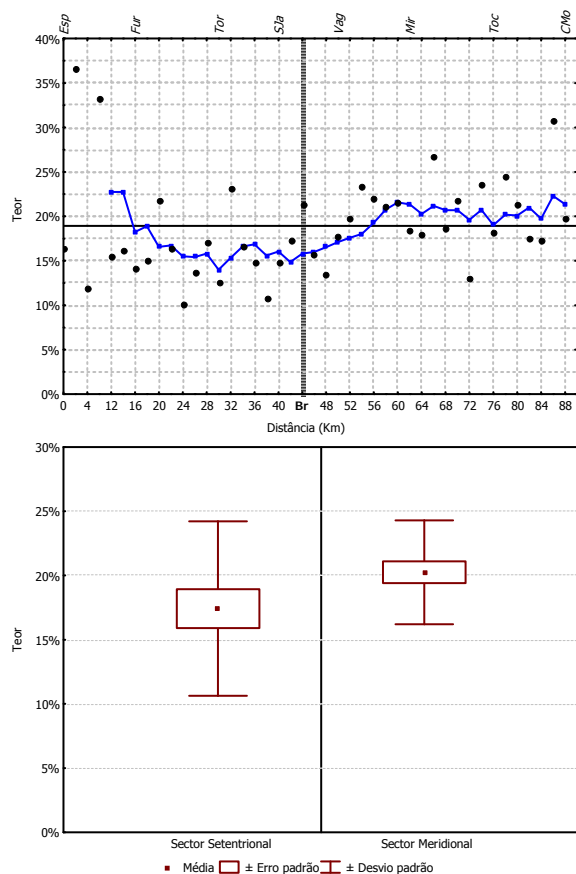 Esp Fur Tor SJa Vag Mir Toc CMo
40%
35%
30%
25%
Teor
20%
15%
10%
5%
0%
0 4 8 12 16 20 24 28 32 36 40 Br 48 52 56 60 64 68 72 76 80 84 88
Distância (Km)
30%
25%
20%
Teor
15%
10%
5%
0%
Sector Setentrional Sector Meridional
Média ± Erro padrão ± Desvio padrão